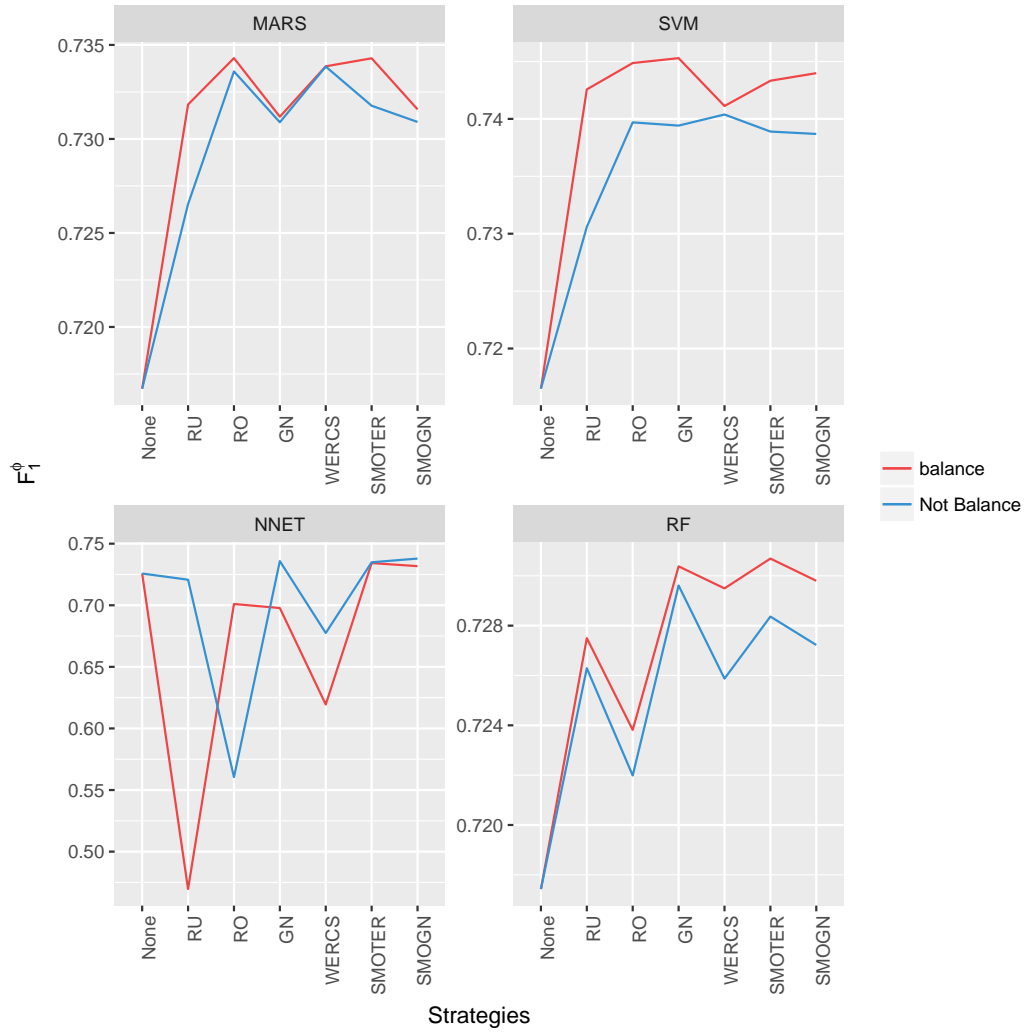 MARS
SVM
0.735
0.730
0.725
0.720
0.74
0.73
0.72
None
RU
RO
GN
WERCS
SMOTER
SMOGN
None
RU
RO
GN
WERCS
SMOTER
SMOGN
F₁^ϕ
balance
Not Balance
NNET
RF
0.75
0.70
0.65
0.60
0.55
0.50
0.728
0.724
0.720
None
RU
RO
GN
WERCS
SMOTER
SMOGN
None
RU
RO
GN
WERCS
SMOTER
SMOGN
Strategies